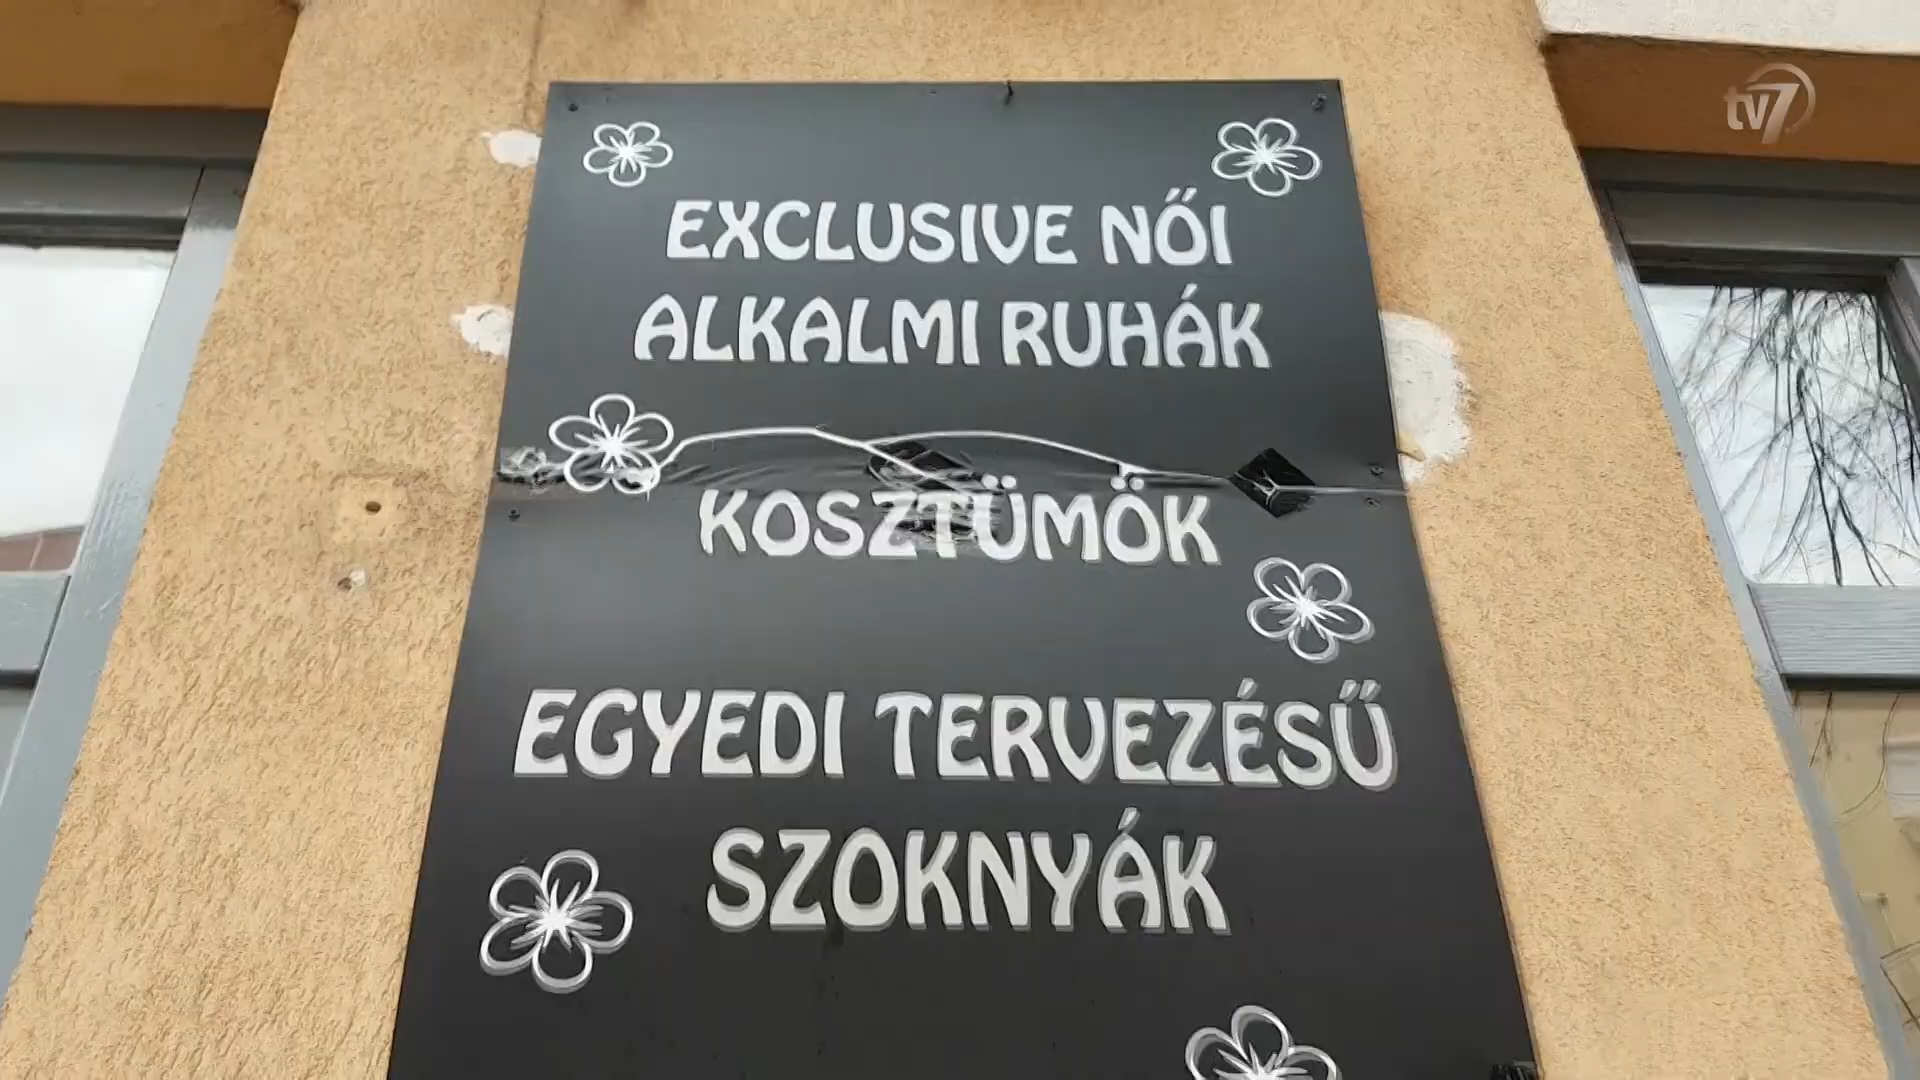 tv7
EXCLUSIVE NŐI
ALKALMI RUHÁK
KOSZTÜMÖK
EGYEDI TERVEZÉSŰ
SZOKNYÁK